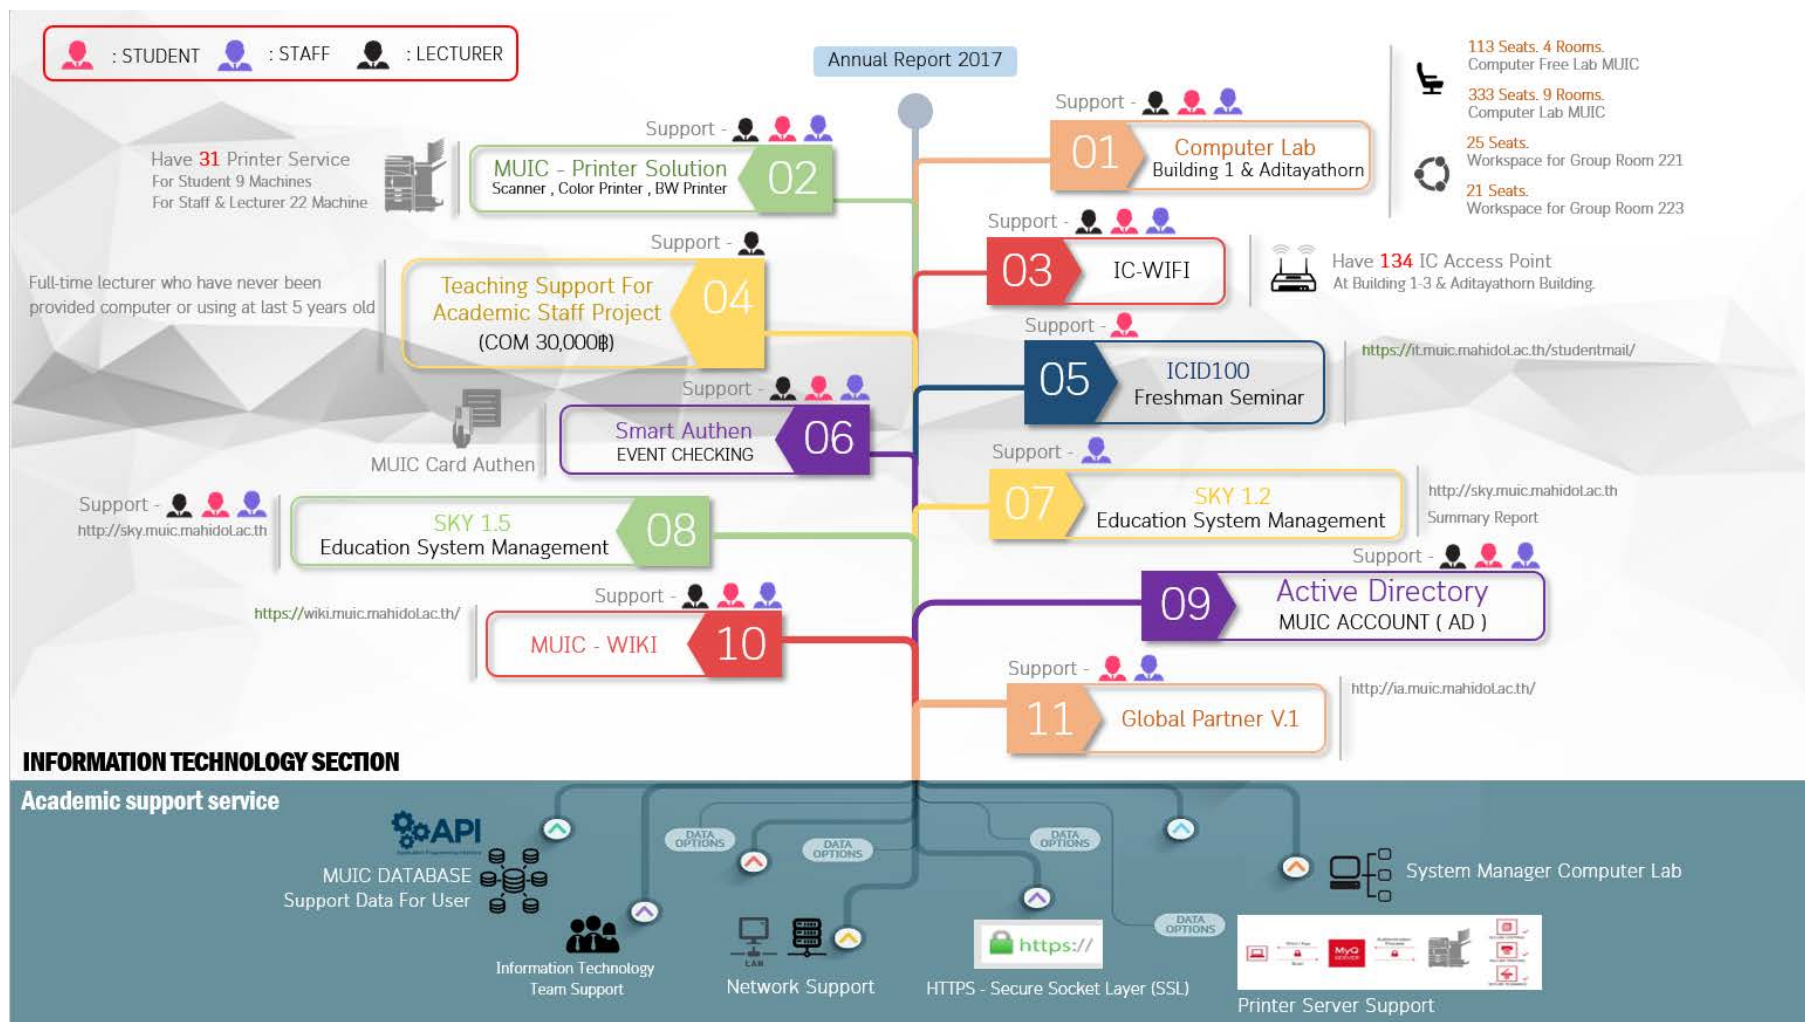 : STUDENT : STAFF : LECTURER
Annual Report 2017
Support -
01
Computer Lab
Building 1 & Aditayathorn
113 Seats. 4 Rooms.
Computer Free Lab MUIC
333 Seats. 9 Rooms.
Computer Lab MUIC
25 Seats.
Workspace for Group Room 221
21 Seats.
Workspace for Group Room 223
Support -
MUIC - Printer Solution
Scanner , Color Printer , BW Printer
02
Have 31 Printer Service
For Student 9 Machines
For Staff & Lecturer 22 Machine
Support -
03
IC-WIFI
Have 134 IC Access Point
At Building 1-3 & Aditayathorn Building.
Support -
Teaching Support For
Academic Staff Project
(COM 30,000฿)
04
Full-time lecturer who have never been
provided computer or using at last 5 years old
Support -
05
ICID100
Freshman Seminar
https://it.muic.mahidol.ac.th/studentmail/
Support -
Smart Authen
EVENT CHECKING
06
MUIC Card Authen
Support -
07
SKY 1.2
Education System Management
http://sky.muic.mahidol.ac.th
Summary Report
Support -
http://sky.muic.mahidol.ac.th
SKY 1.5
Education System Management
08
Support -
09
Active Directory
MUIC ACCOUNT ( AD )
Support -
https://wiki.muic.mahidol.ac.th/
MUIC - WIKI
10
Support -
11
Global Partner V.1
http://ia.muic.mahidol.ac.th/
INFORMATION TECHNOLOGY SECTION
Academic support service
API
MUIC DATABASE
Support Data For User
Information Technology
Team Support
DATA
OPTIONS
DATA
OPTIONS
LAN
Network Support
DATA
OPTIONS
https://
HTTPS - Secure Socket Layer (SSL)
DATA
OPTIONS
System Manager Computer Lab
MyQ
Printer Server Support